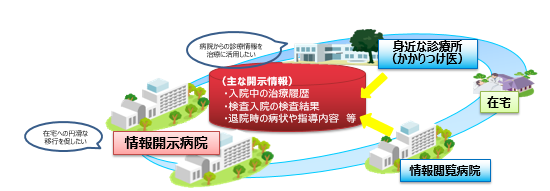 病院からの診療情報を
治療に活用したい
身近な診療所
（かかりつけ医）
（主な開示情報）
・入院中の治療履歴
・検査入院の検査結果
・退院時の病状や指導内容　等
在宅
在宅への円滑な
移行を促したい
情報開示病院
情報閲覧病院